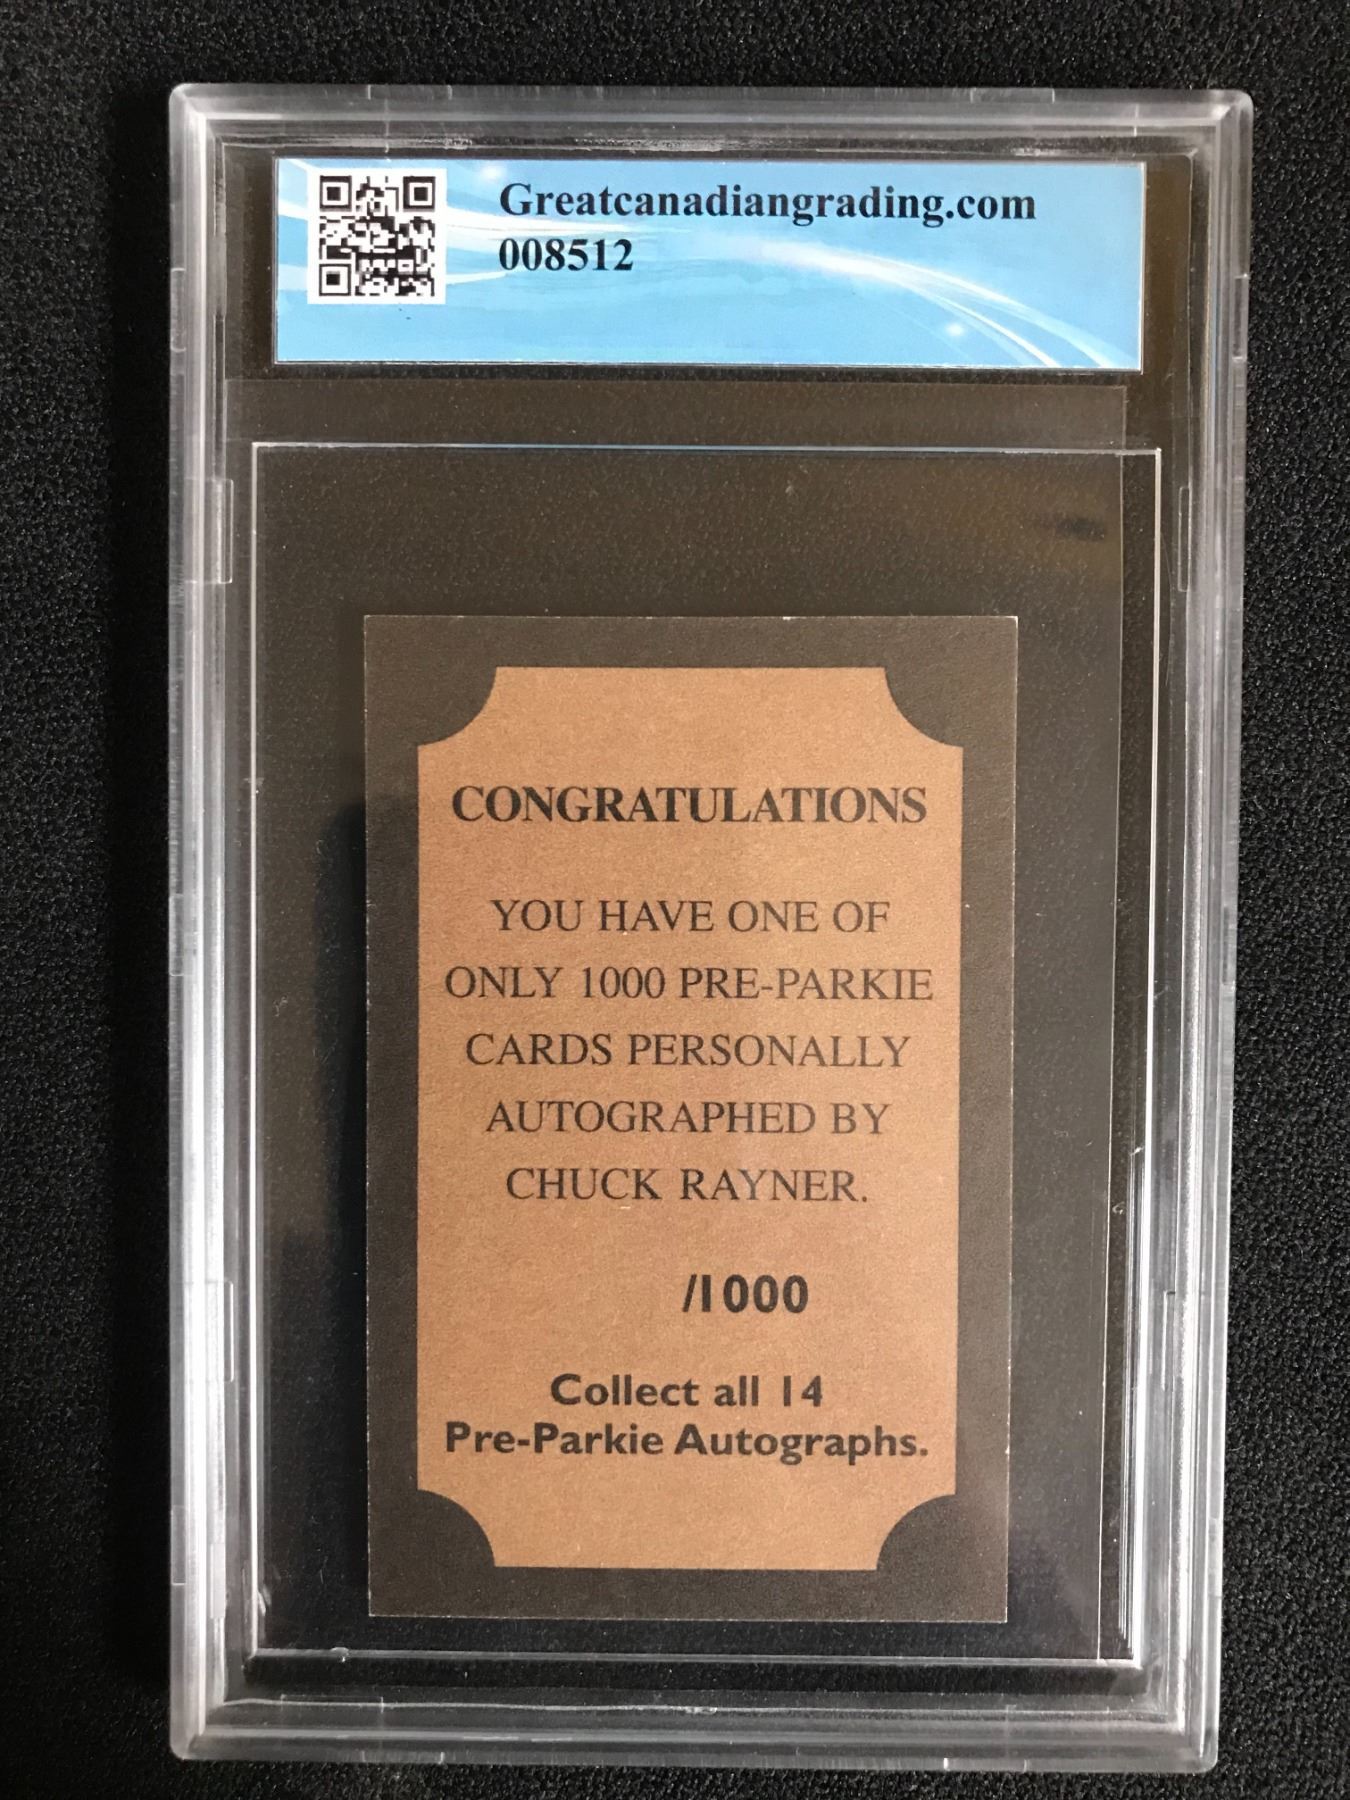 Greatcanadiangrading.com
008512
CONGRATULATIONS
YOU HAVE ONE OF
ONLY 1000 PRE-PARKIE
CARDS PERSONALLY
AUTOGRAPHED BY
CHUCK RAYNER.
/1000
Collect all 14
Pre-Parkie Autographs.